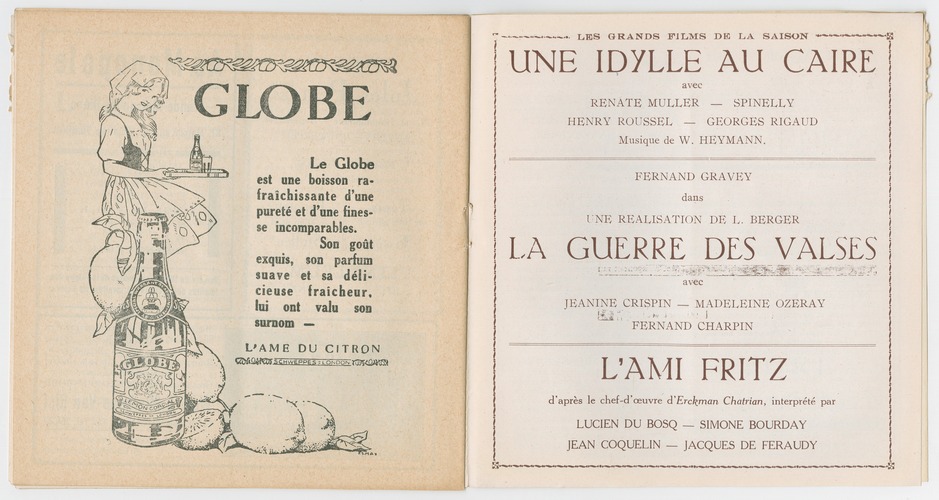 GLOBE
Le Globe
est une boisson ra-
fraîchissante d'une
pureté et d'une fines-
se incomparables.
Son goût
exquis, son parfum
suave et sa déli-
cieuse fraîcheur,
lui ont valu son
surnom —
L'AME DU CITRON
SCHWEPPES - LONDON
GLOBE
LES GRANDS FILMS DE LA SAISON
UNE IDYLLE AU CAIRE
avec
RENATE MULLER — SPINELLY
HENRY ROUSSEL — GEORGES RIGAUD
Musique de W. HEYMANN.
FERNAND GRAVEY
dans
UNE REALISATION DE L. BERGER
LA GUERRE DES VALSES
avec
JEANINE CRISPIN — MADELEINE OZERAY
FERNAND CHARPIN
L'AMI FRITZ
d'après le chef-d'œuvre d'Erckman Chatrian, interprété par
LUCIEN DU BOSQ — SIMONE BOURDAY
JEAN COQUELIN — JACQUES DE FERAUDY